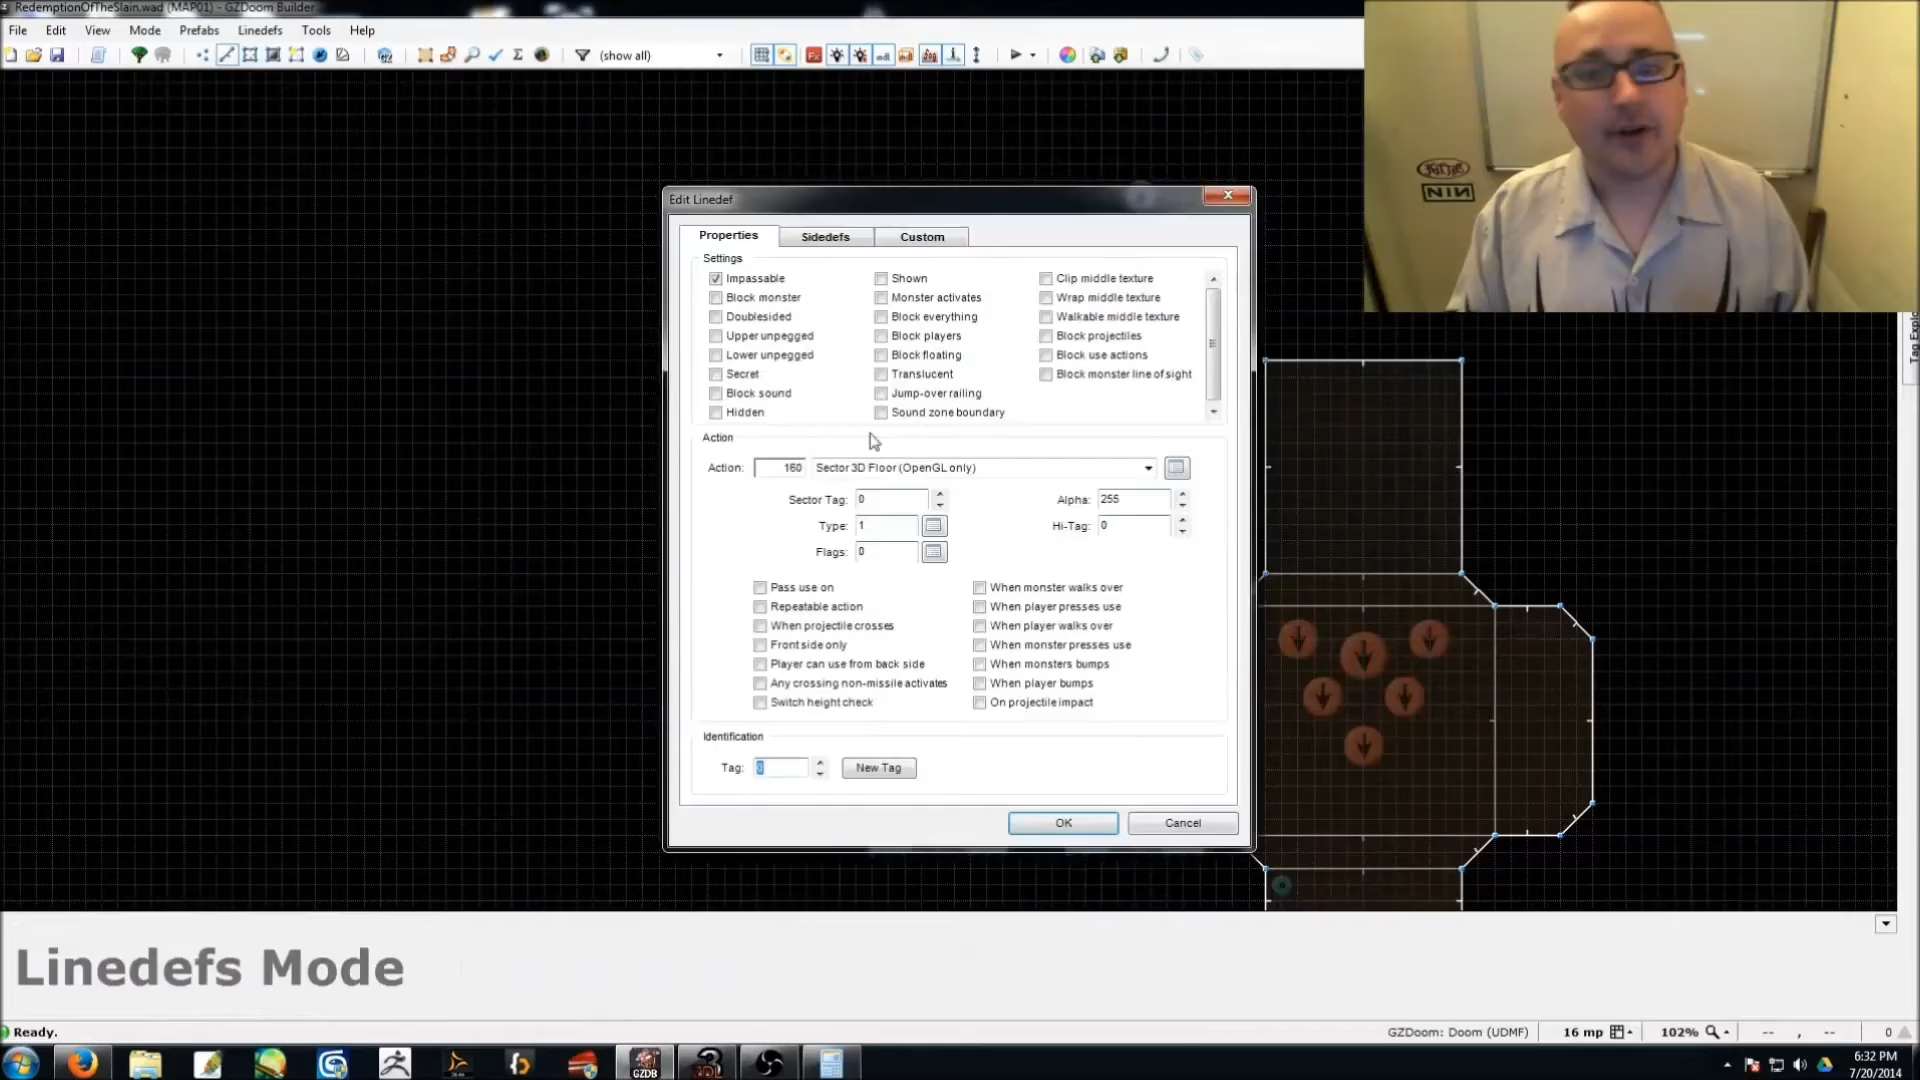 RedemptionOfTheSlain.wad (MAP01) - GZDoom Builder
File Edit View Mode Prefabs Linedefs Tools Help
(show all)
NIN
Edit Linedef
Properties Sidedefs Custom
Settings
Impassable Shown Clip middle texture
Block monster Monster activates Wrap middle texture
Doublesided Block everything Walkable middle texture
Upper unpegged Block players Block projectiles
Lower unpegged Block floating Block use actions
Secret Translucent Block monster line of sight
Block sound Jump-over railing
Hidden Sound zone boundary
Action
Action: 160 Sector 3D Floor (OpenGL only)
Sector Tag: 0 Alpha: 255
Type: 1 Hi-Tag: 0
Flags: 0
Pass use on When monster walks over
Repeatable action When player presses use
When projectile crosses When player walks over
Front side only When monster presses use
Player can use from back side When monsters bumps
Any crossing non-missile activates When player bumps
Switch height check On projectile impact
Identification
Tag: 0 New Tag
OK Cancel
Linedefs Mode
Ready. GZDoom: Doom (UDMF) 16 mp 102% -- , -- 0
GZDB
6:32 PM
7/20/2014